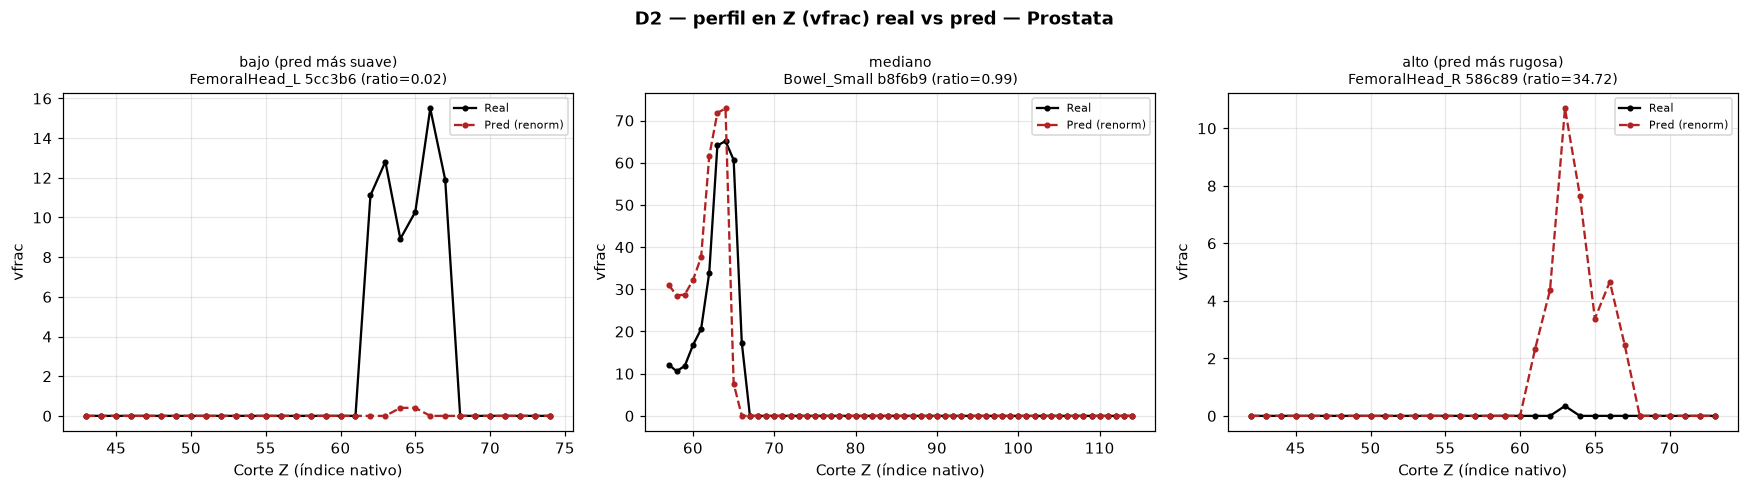 D2 — perfil en Z (vfrac) real vs pred — Prostata
bajo (pred más suave)
FemoralHead_L 5cc3b6 (ratio=0.02)
16
14
12
10
8
6
4
2
0
vfrac
45
50
55
60
65
70
75
Corte Z (índice nativo)
Real
Pred (renorm)
mediano
Bowel_Small b8f6b9 (ratio=0.99)
70
60
50
40
30
20
10
0
vfrac
60
70
80
90
100
110
Corte Z (índice nativo)
Real
Pred (renorm)
alto (pred más rugosa)
FemoralHead_R 586c89 (ratio=34.72)
10
8
6
4
2
0
vfrac
45
50
55
60
65
70
Corte Z (índice nativo)
Real
Pred (renorm)